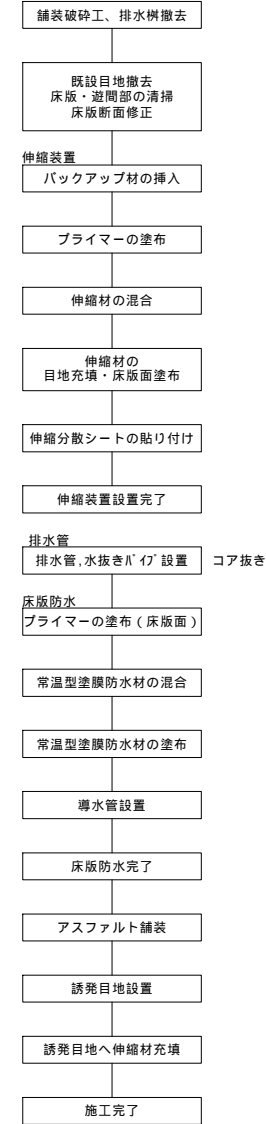 舗装破砕工、排水桝撤去
既設目地撤去
床版・遊間部の清掃
床版断面修正
伸縮装置
バックアップ材の挿入
プライマーの塗布
伸縮材の混合
伸縮材の
目地充填・床版面塗布
伸縮分散シートの貼り付け
伸縮装置設置完了
排水管
排水管,水抜きﾊﾟｲﾌﾟ設置 コア抜き
床版防水
プライマーの塗布(床版面)
常温型塗膜防水材の混合
常温型塗膜防水材の塗布
導水管設置
床版防水完了
アスファルト舗装
誘発目地設置
誘発目地へ伸縮材充填
施工完了